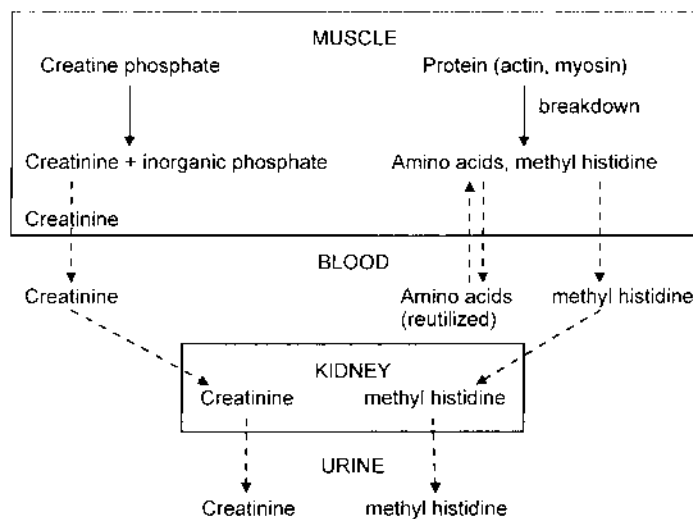 MUSCLE
Creatine phosphate Protein (actin, myosin)
breakdown
Creatinine + inorganic phosphate Amino acids, methyl histidine
Creatinine
BLOOD
Creatinine Amino acids methyl histidine
(reutilized)
KIDNEY
Creatinine methyl histidine
URINE
Creatinine methyl histidine